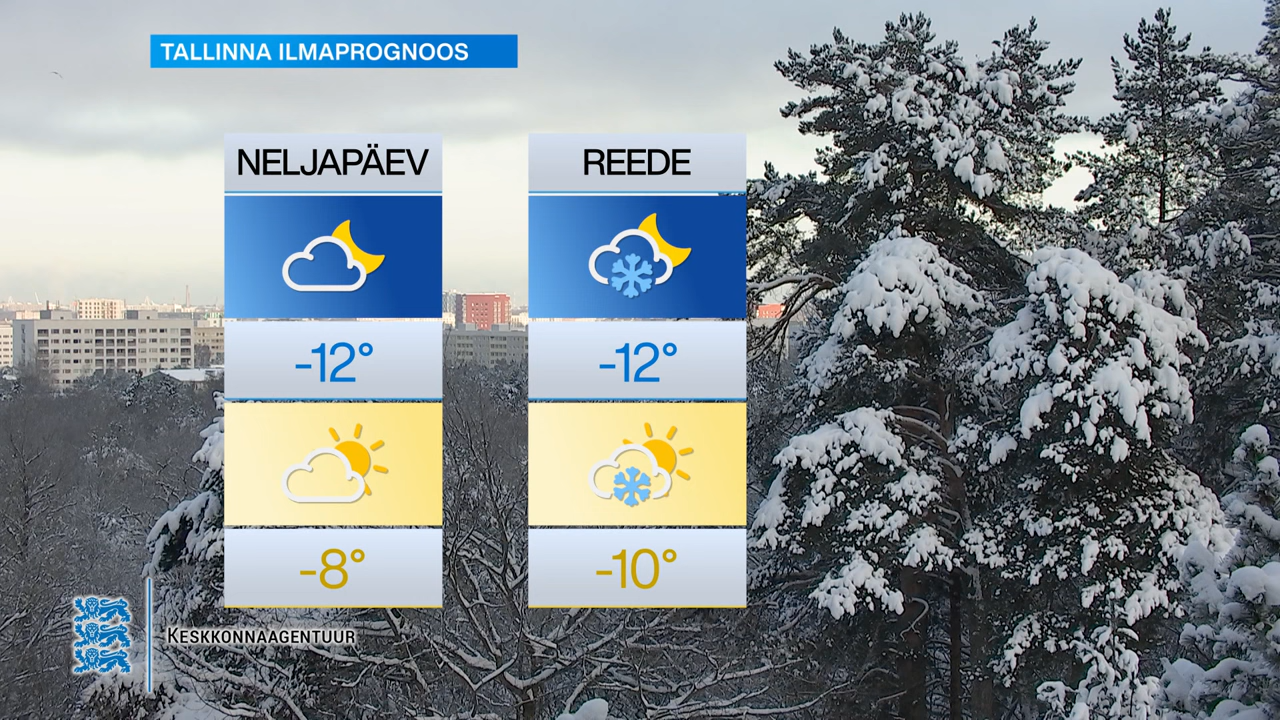 TALLINNA ILMAPROGNOOS
NELJAPÄEV
-12°
-8°
REEDE
-12°
-10°
KESKKONNAAGENTUUR